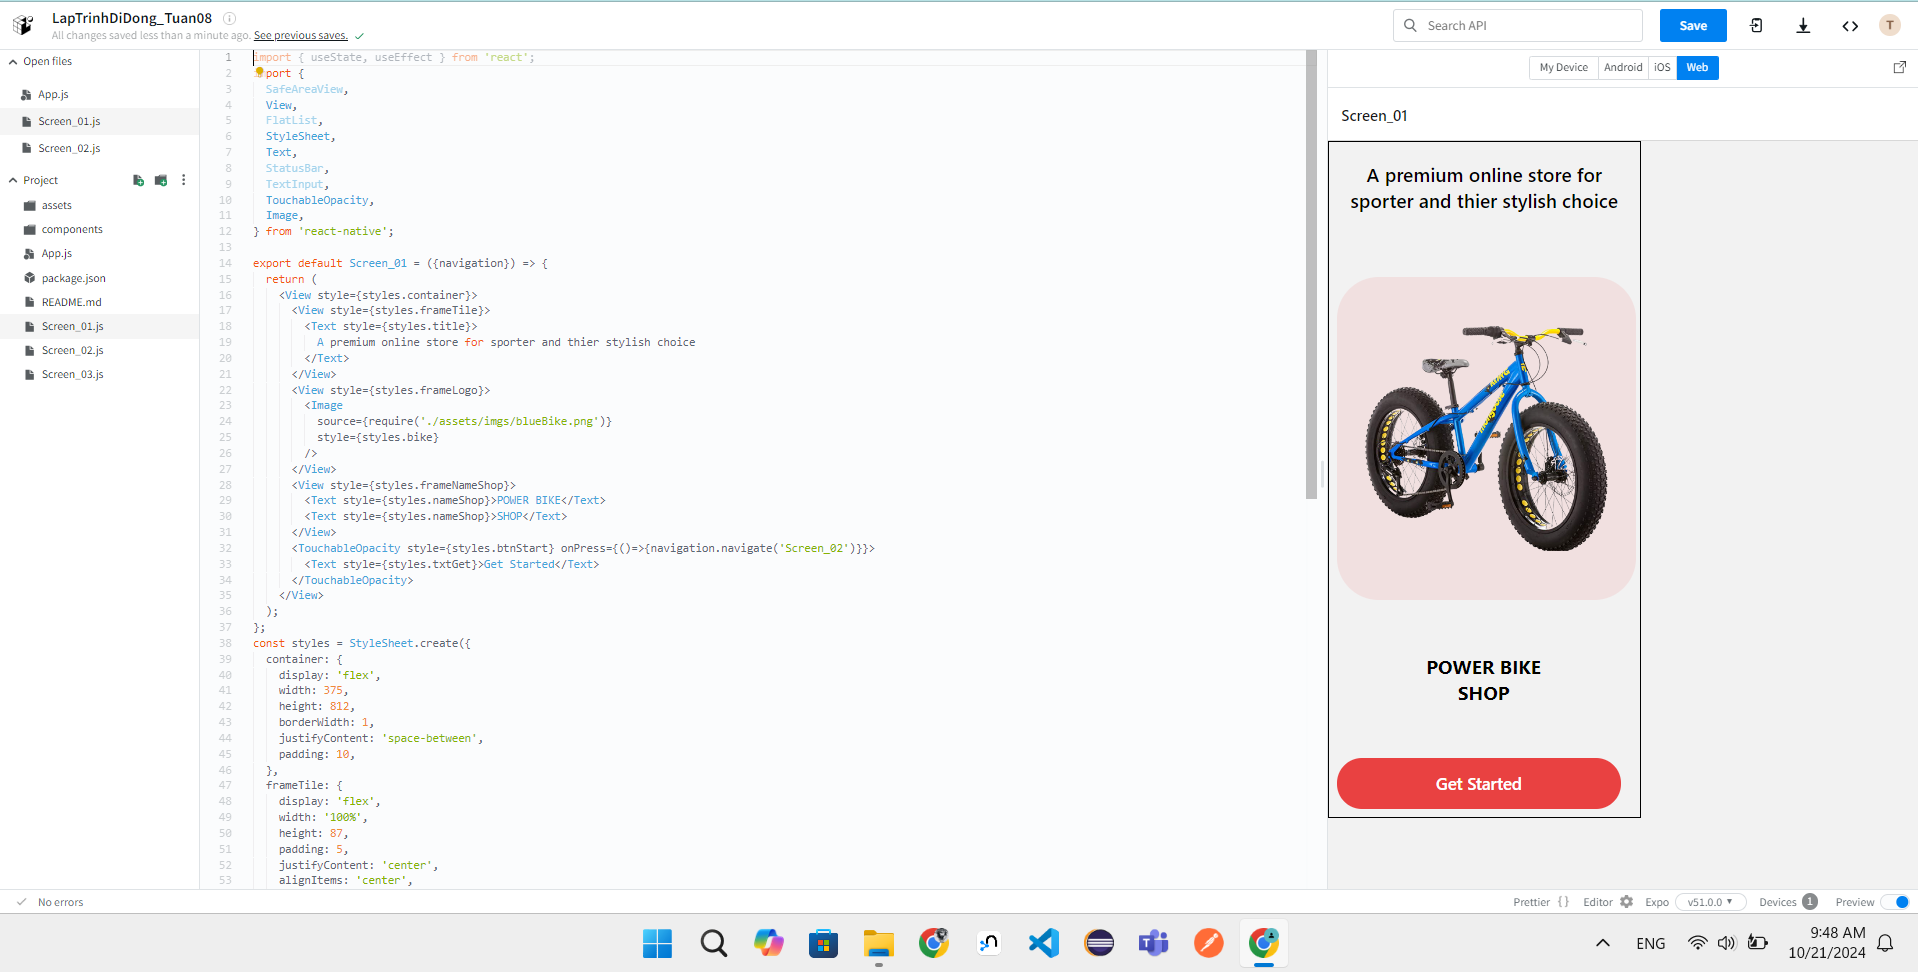 LapTrinhDiDong_Tuan08
All changes saved less than a minute ago. See previous saves.
Search API
Save
T
Open files
App.js
Screen_01.js
Screen_02.js
Project
assets
components
App.js
package.json
README.md
Screen_01.js
Screen_02.js
Screen_03.js
1 import { useState, useEffect } from 'react';
2 port {
3 SafeAreaView,
4 View,
5 FlatList,
6 StyleSheet,
7 Text,
8 StatusBar,
9 TextInput,
10 TouchableOpacity,
11 Image,
12 } from 'react-native';
13
14 export default Screen_01 = ({navigation}) => {
15 return (
16 <View style={styles.container}>
17 <View style={styles.frameTile}>
18 <Text style={styles.title}>
19 A premium online store for sporter and thier stylish choice
20 </Text>
21 </View>
22 <View style={styles.frameLogo}>
23 <Image
24 source={require('./assets/imgs/blueBike.png')}
25 style={styles.bike}
26 />
27 </View>
28 <View style={styles.frameNameShop}>
29 <Text style={styles.nameShop}>POWER BIKE</Text>
30 <Text style={styles.nameShop}>SHOP</Text>
31 </View>
32 <TouchableOpacity style={styles.btnStart} onPress={()=>{navigation.navigate('Screen_02')}}>
33 <Text style={styles.txtGet}>Get Started</Text>
34 </TouchableOpacity>
35 </View>
36 );
37 };
38 const styles = StyleSheet.create({
39 container: {
40 display: 'flex',
41 width: 375,
42 height: 812,
43 borderWidth: 1,
44 justifyContent: 'space-between',
45 padding: 10,
46 },
47 frameTile: {
48 display: 'flex',
49 width: '100%',
50 height: 87,
51 padding: 5,
52 justifyContent: 'center',
53 alignItems: 'center',
My Device Android iOS Web
Screen_01
A premium online store for
sporter and thier stylish choice
POWER BIKE
SHOP
Get Started
No errors
Prettier { } Editor Expo v51.0.0 Devices 1 Preview
ENG
9:48 AM
10/21/2024